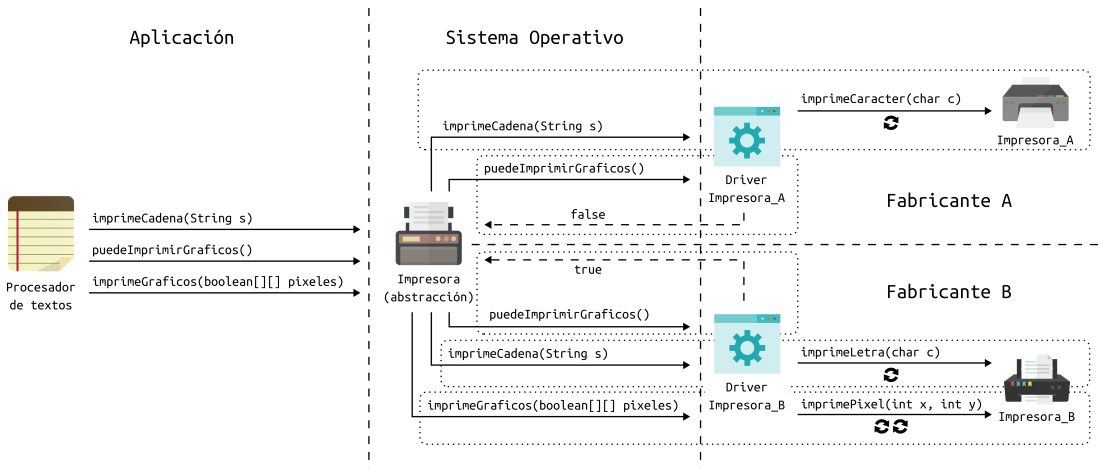 Aplicación
Sistema Operativo
imprimeCaracter(char c)
imprimeCadena(String s)
Impresora_A
puedeImprimirGraficos()
Driver
Impresora_A
Fabricante A
false
imprimeCadena(String s)
puedeImprimirGraficos()
true
Impresora
(abstracción)
imprimeGraficos(boolean[][] pixeles)
Procesador
de textos
Fabricante B
puedeImprimirGraficos()
imprimeCadena(String s)
imprimeLetra(char c)
Driver
Impresora_B
imprimeGraficos(boolean[][] pixeles)
imprimePixel(int x, int y)
Impresora_B